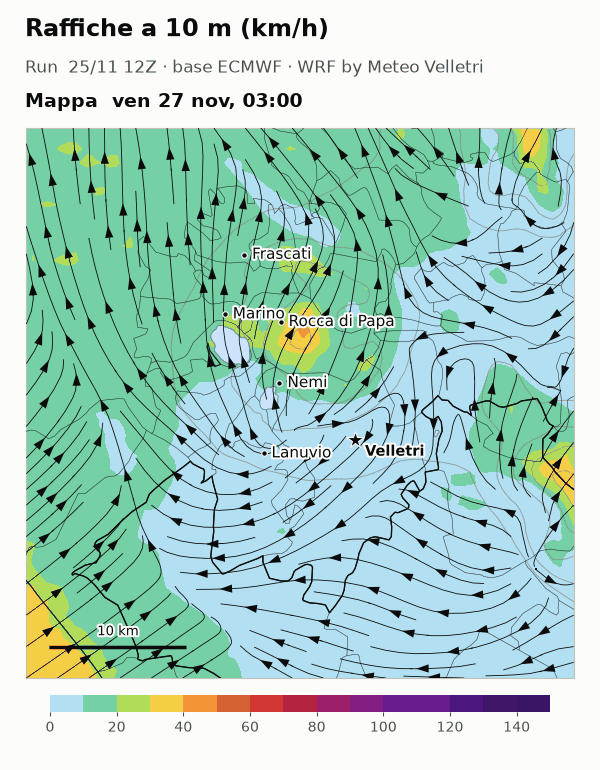 Raffiche a 10 m (km/h)
Run  25/11 12Z · base ECMWF · WRF by Meteo Velletri
Mappa  ven 27 nov, 03:00
Frascati
Marino
Rocca di Papa
Nemi
Velletri
Lanuvio
10 km
0 20 40 60 80 100 120 140